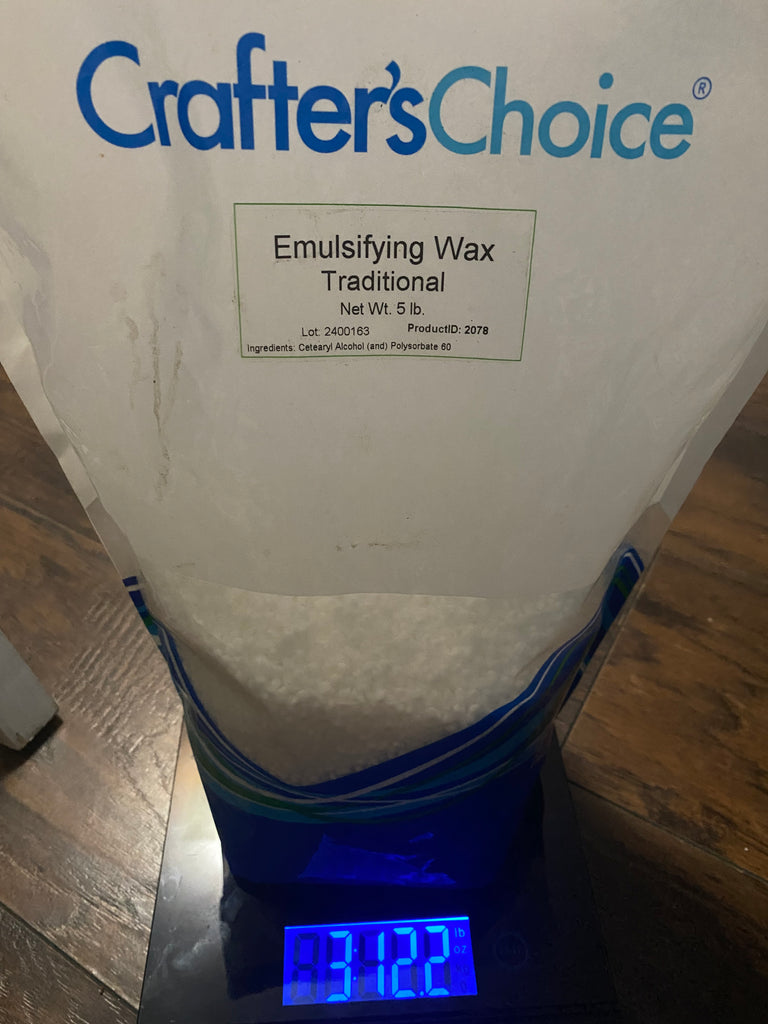 Crafter'sChoice®
Emulsifying Wax
Traditional
Net Wt. 5 lb.
Lot: 2400163 ProductID: 2078
Ingredients: Cetearyl Alcohol (and) Polysorbate 60
3:12.2 lb
oz